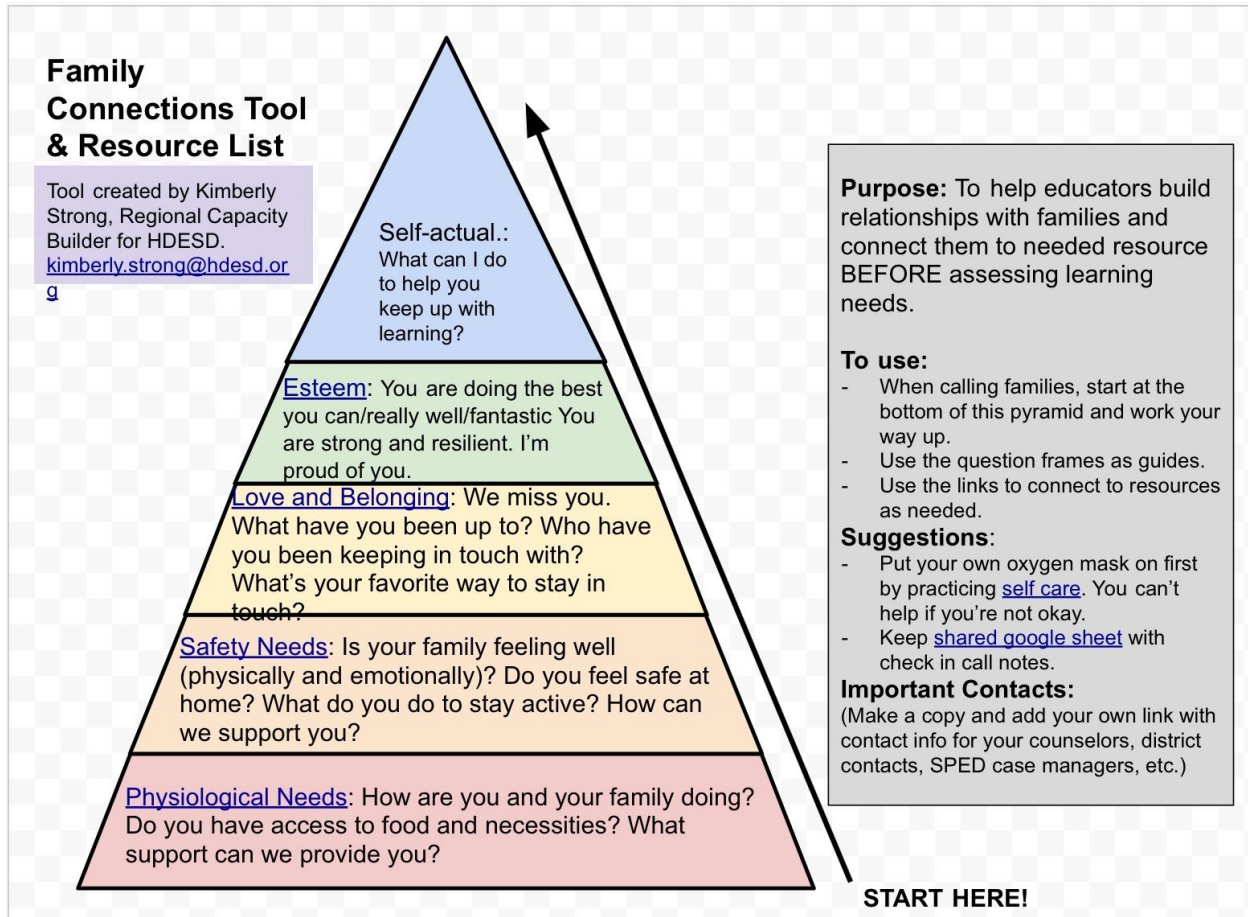 Family
Connections Tool
& Resource List
Tool created by Kimberly
Strong, Regional Capacity
Builder for HDESD.
kimberly.strong@hdesd.or
g
Self-actual.:
What can I do
to help you
keep up with
learning?
Esteem: You are doing the best
you can/really well/fantastic You
are strong and resilient. I'm
proud of you.
Love and Belonging: We miss you.
What have you been up to? Who have
you been keeping in touch with?
What's your favorite way to stay in
touch?
Safety Needs: Is your family feeling well
(physically and emotionally)? Do you feel safe at
home? What do you do to stay active? How can
we support you?
Physiological Needs: How are you and your family doing?
Do you have access to food and necessities? What
support can we provide you?
START HERE!
Purpose: To help educators build
relationships with families and
connect them to needed resource
BEFORE assessing learning
needs.
To use:
- When calling families, start at the
bottom of this pyramid and work your
way up.
- Use the question frames as guides.
- Use the links to connect to resources
as needed.
Suggestions:
- Put your own oxygen mask on first
by practicing self care. You can't
help if you're not okay.
- Keep shared google sheet with
check in call notes.
Important Contacts:
(Make a copy and add your own link with
contact info for your counselors, district
contacts, SPED case managers, etc.)